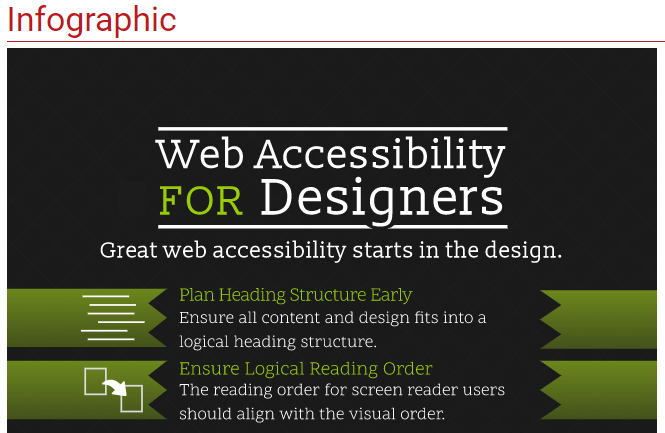 Infographic
Web Accessibility
FOR Designers
Great web accessibility starts in the design.
Plan Heading Structure Early
Ensure all content and design fits into a
logical heading structure.
Ensure Logical Reading Order
The reading order for screen reader users
should align with the visual order.